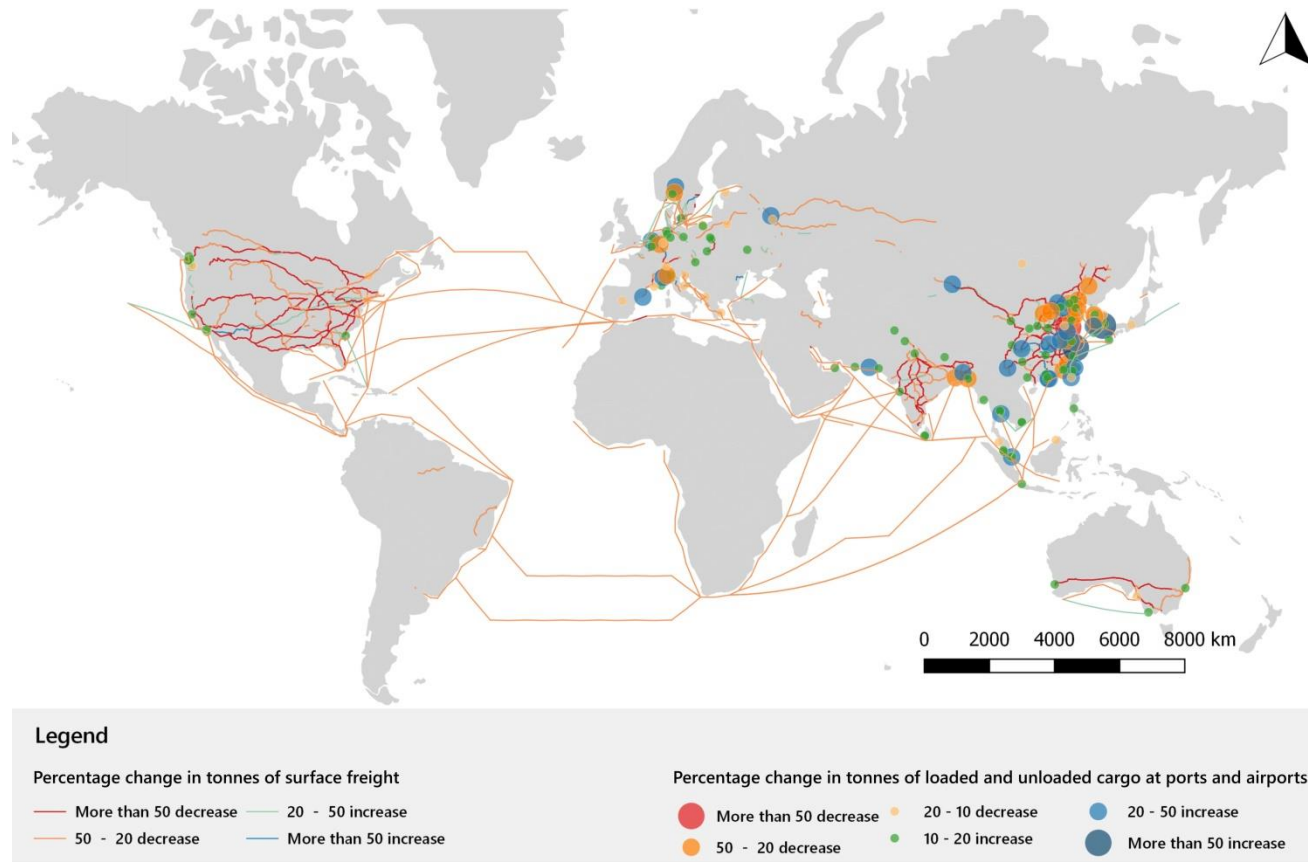 0 2000 4000 6000 8000 km
Legend
Percentage change in tonnes of surface freight
More than 50 decrease
20 - 50 increase
50 - 20 decrease
More than 50 increase
Percentage change in tonnes of loaded and unloaded cargo at ports and airports
More than 50 decrease
20 - 10 decrease
20 - 50 increase
50 - 20 decrease
10 - 20 increase
More than 50 increase